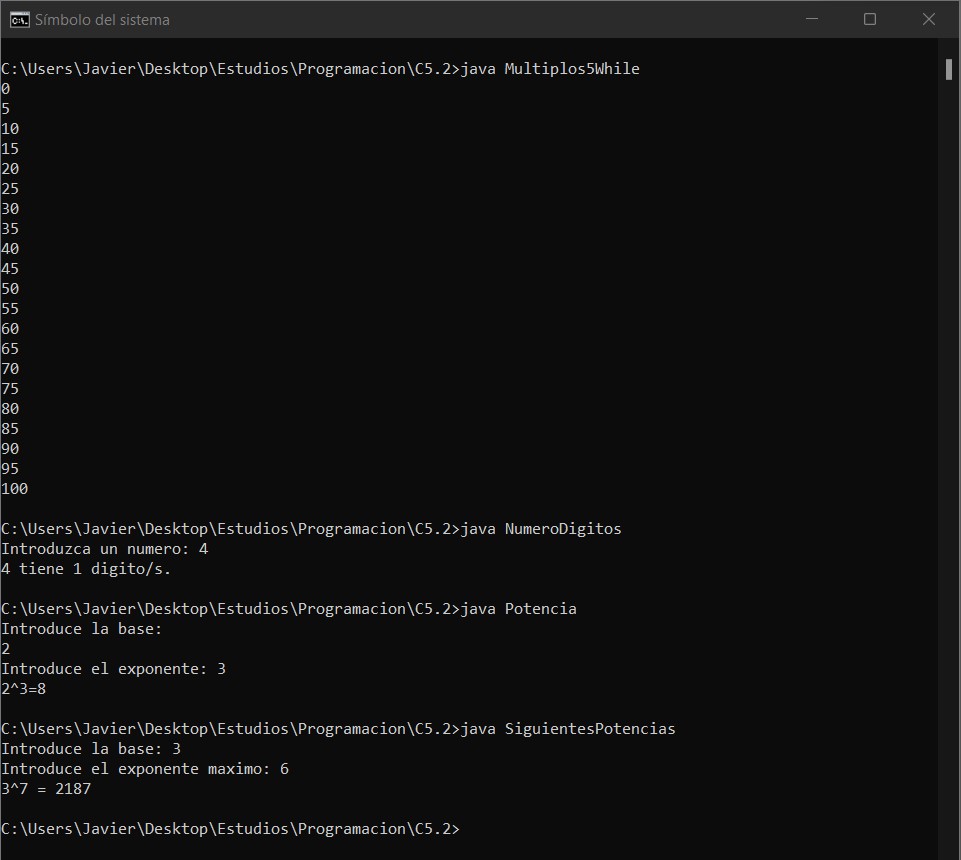 Símbolo del sistema
C:\Users\Javier\Desktop\Estudios\Programacion\C5.2>java Multiplos5While
0
5
10
15
20
25
30
35
40
45
50
55
60
65
70
75
80
85
90
95
100
C:\Users\Javier\Desktop\Estudios\Programacion\C5.2>java NumeroDigitos
Introduzca un numero: 4
4 tiene 1 digito/s.
C:\Users\Javier\Desktop\Estudios\Programacion\C5.2>java Potencia
Introduce la base:
2
Introduce el exponente: 3
2^3=8
C:\Users\Javier\Desktop\Estudios\Programacion\C5.2>java SiguientesPotencias
Introduce la base: 3
Introduce el exponente maximo: 6
3^7 = 2187
C:\Users\Javier\Desktop\Estudios\Programacion\C5.2>